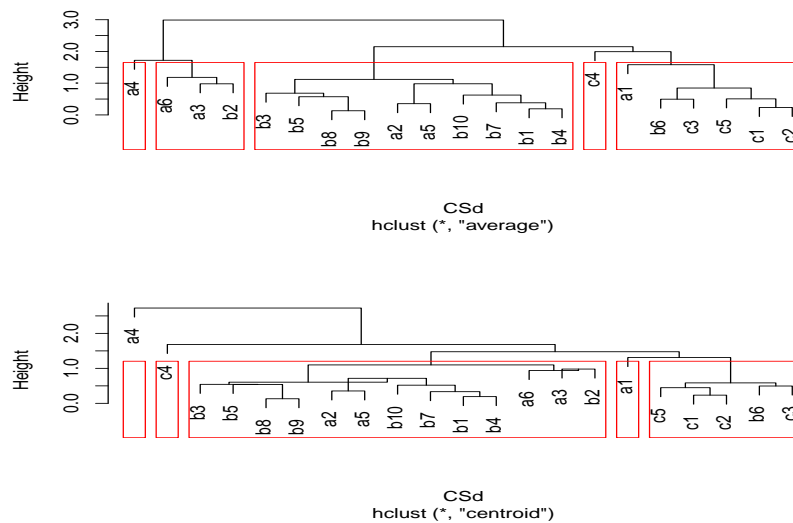 Height
3.0
2.0
1.0
0.0
a4
a6
a3
b2
b3
b5
b8
b9
a2
a5
b10
b7
b1
b4
c4
a1
b6
c3
c5
c1
c2
CSd
hclust (*, "average")
Height
2.0
1.0
0.0
a4
c4
b3
b5
b8
b9
a2
a5
b10
b7
b1
b4
a6
a3
b2
a1
c5
c1
c2
b6
c3
CSd
hclust (*, "centroid")